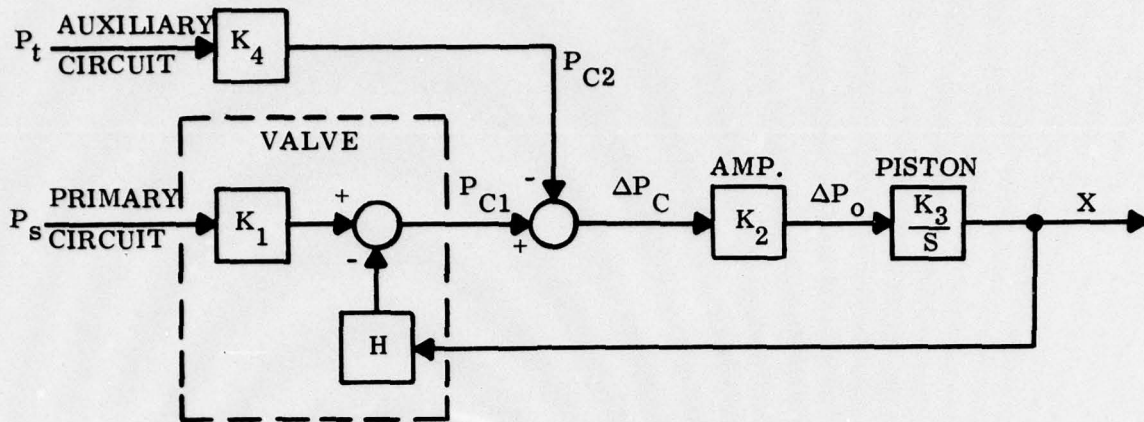 P_t AUXILIARY CIRCUIT
K_4
P_C2
VALVE
P_s PRIMARY CIRCUIT
K_1
+
-
P_C1
-
+
ΔP_C
AMP.
K_2
ΔP_o
PISTON
K_3
S
X
H